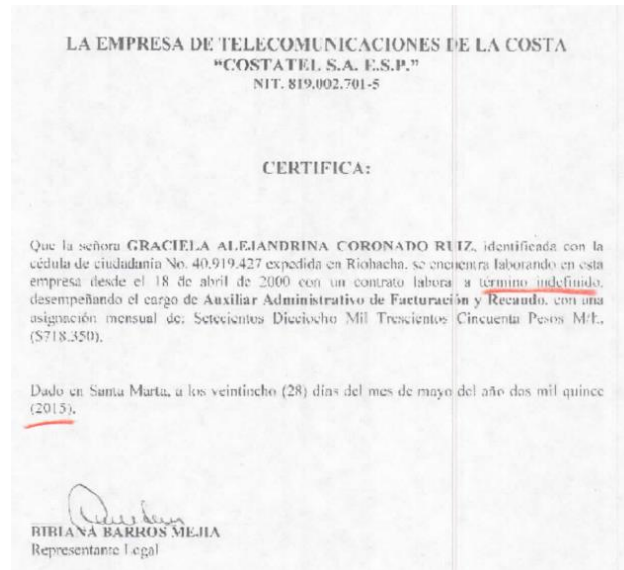 LA EMPRESA DE TELECOMUNICACIONES DE LA COSTA
“COSTATEL S.A. E.S.P.”
NIT. 819.002.701-5
CERTIFICA:
Que la señora GRACIELA ALEJANDRINA CORONADO RUIZ, identificada con la
cédula de ciudadanía No. 40.919.427 expedida en Riohacha, se encuentra laborando en esta
empresa desde el 18 de abril de 2000 con un contrato labora a término indefinido,
desempeñando el cargo de Auxiliar Administrativo de Facturación y Recaudo, con una
asignación mensual de: Setecientos Dieciocho Mil Trescientos Cincuenta Pesos M/L,
($718.350).
Dado en Santa Marta, a los veintiocho (28) días del mes de mayo del año dos mil quince
(2015).
BIBIANA BARROS MEJIA
Representante Legal